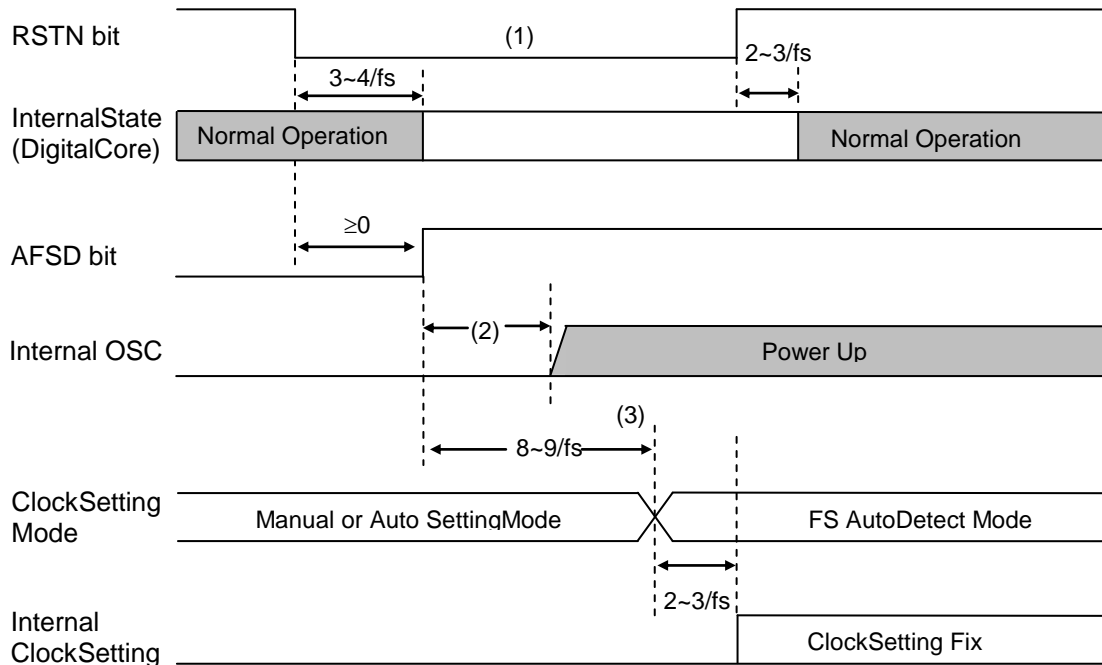 RSTN bit
(1)
2~3/fs
3~4/fs
InternalState
(DigitalCore)
Normal Operation
Normal Operation
≥0
AFSD bit
(2)
Internal OSC
Power Up
(3)
8~9/fs
ClockSetting
Mode
Manual or Auto SettingMode
FS AutoDetect Mode
2~3/fs
Internal
ClockSetting
ClockSetting Fix